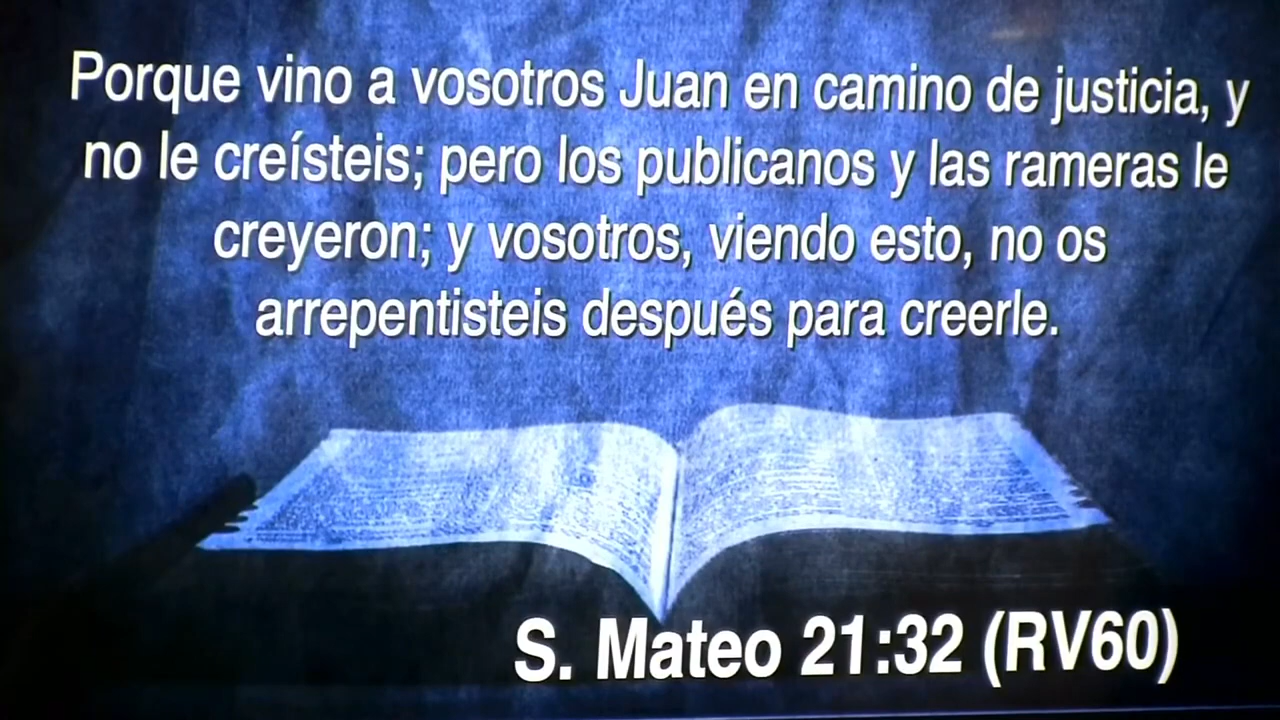 Porque vino a vosotros Juan en camino de justicia, y
no le creísteis; pero los publicanos y las rameras le
creyeron; y vosotros, viendo esto, no os
arrepentisteis después para creerle.
S. Mateo 21:32 (RV60)